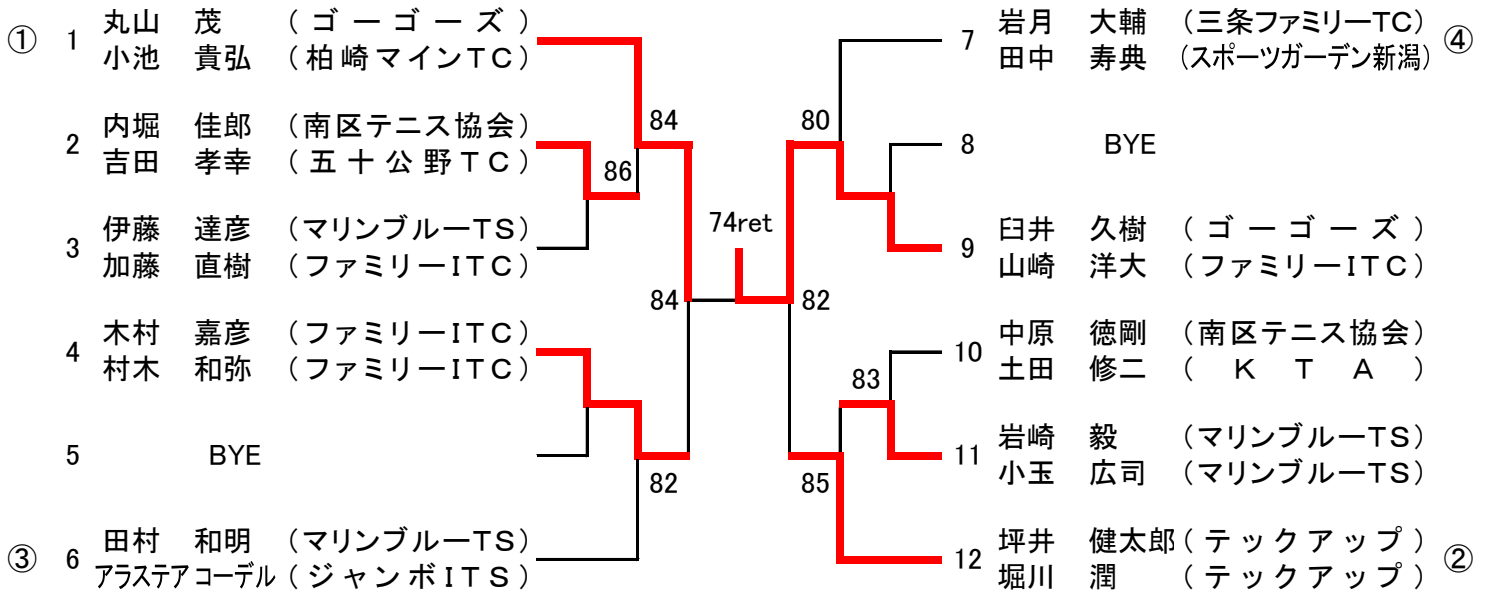 ① 1 丸山 茂 (ゴーゴーズ)
小池 貴弘 (柏崎マインTC)
2 内堀 佳郎 (南区テニス協会)
吉田 孝幸 (五十公野TC)
3 伊藤 達彦 (マリンブルーTS)
加藤 直樹 (ファミリーITC)
4 木村 嘉彦 (ファミリーITC)
村木 和弥 (ファミリーITC)
5 BYE
③ 6 田村 和明 (マリンブルーTS)
アラステアコーデル (ジャンボITS)
84
86
84
82
74ret
80
82
83
85
7 岩月 大輔 (三条ファミリーTC) ④
田中 寿典 (スポーツガーデン新潟)
8 BYE
9 臼井 久樹 (ゴーゴーズ)
山崎 洋大 (ファミリーITC)
10 中原 徳剛 (南区テニス協会)
土田 修二 (KTA)
11 岩崎 毅 (マリンブルーTS)
小玉 広司 (マリンブルーTS)
12 坪井 健太郎 (テックアップ) ②
堀川 潤 (テックアップ)